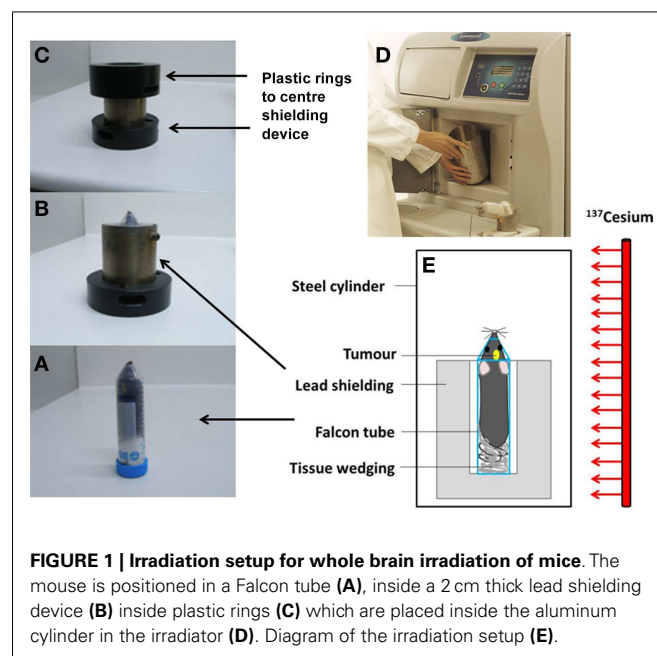 C
Plastic rings
to centre
shielding
device
D
B
A
137Cesium
E
Steel cylinder
Tumour
Lead shielding
Falcon tube
Tissue wedging
FIGURE 1 | Irradiation setup for whole brain irradiation of mice. The
mouse is positioned in a Falcon tube (A), inside a 2 cm thick lead shielding
device (B) inside plastic rings (C) which are placed inside the aluminum
cylinder in the irradiator (D). Diagram of the irradiation setup (E).